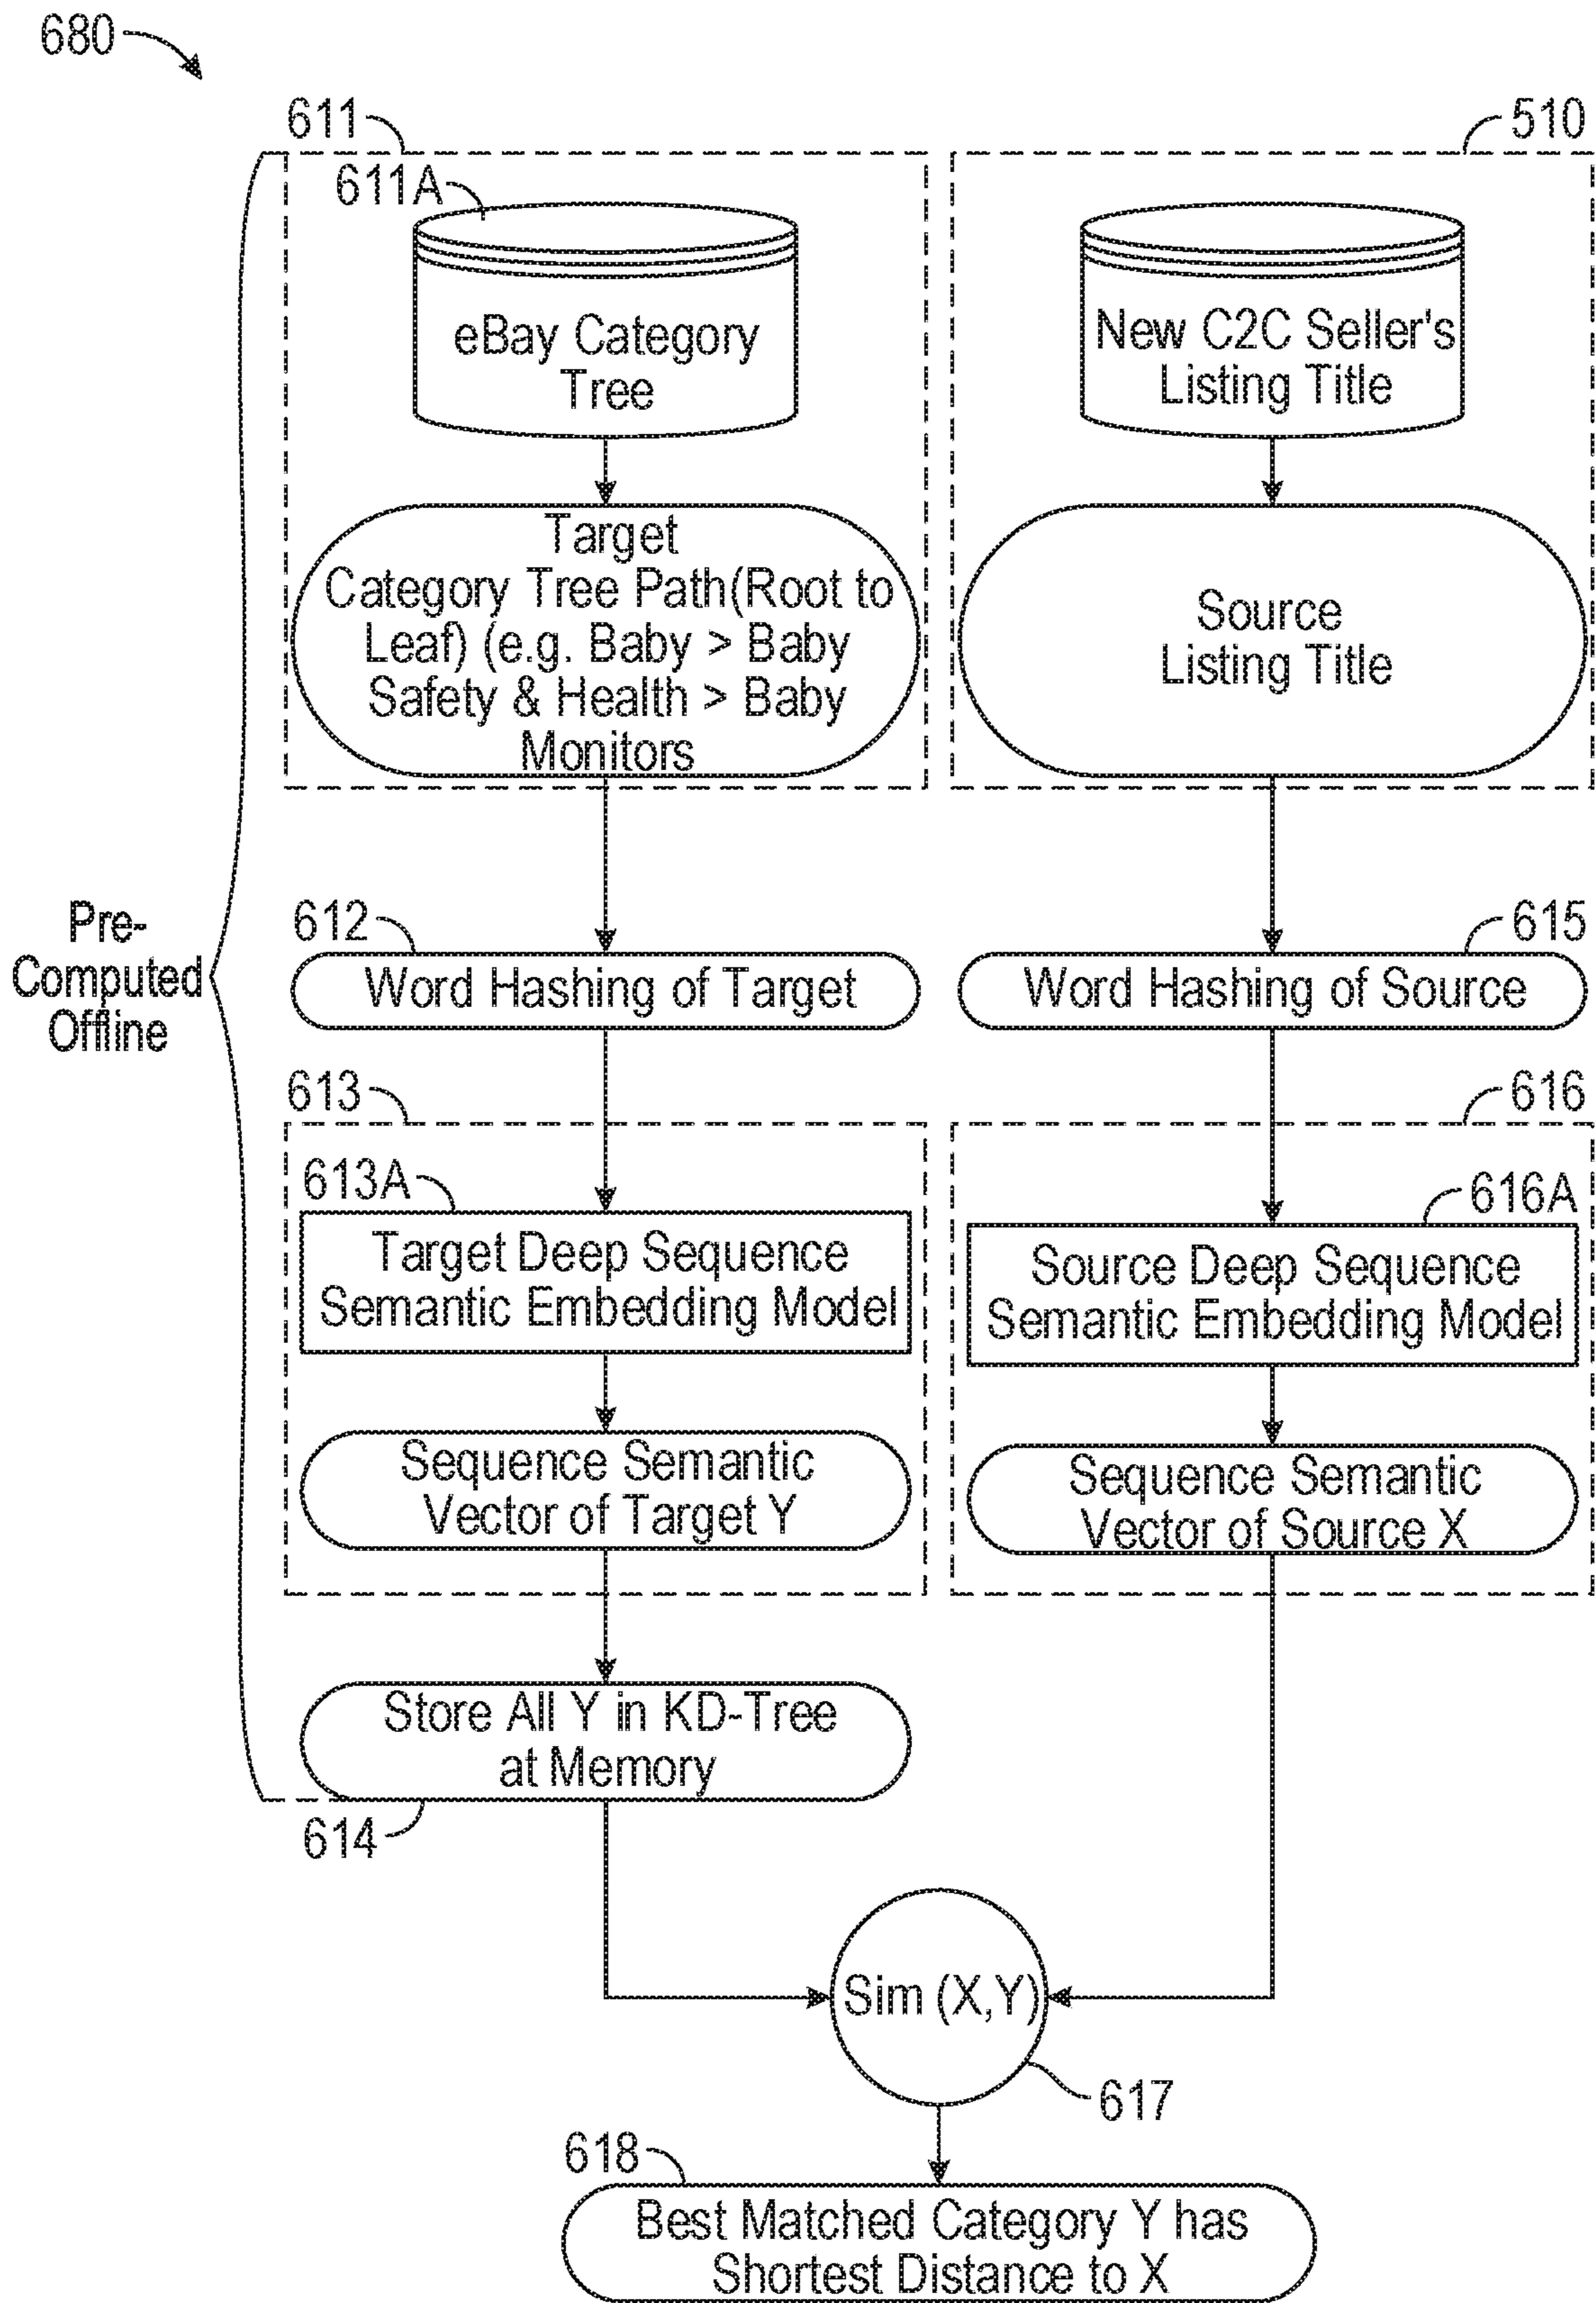 680
611
510
611A
eBay Category
Tree
New C2C Seller's
Listing Title
Target
Category Tree Path(Root to
Leaf) (e.g. Baby > Baby
Safety & Health > Baby
Monitors
Source
Listing Title
Pre-
Computed
Offline
612
Word Hashing of Target
615
Word Hashing of Source
613
616
613A
Target Deep Sequence
Semantic Embedding Model
616A
Source Deep Sequence
Semantic Embedding Model
Sequence Semantic
Vector of Target Y
Sequence Semantic
Vector of Source X
Store All Y in KD-Tree
at Memory
614
Sim (X,Y)
617
618
Best Matched Category Y has
Shortest Distance to X